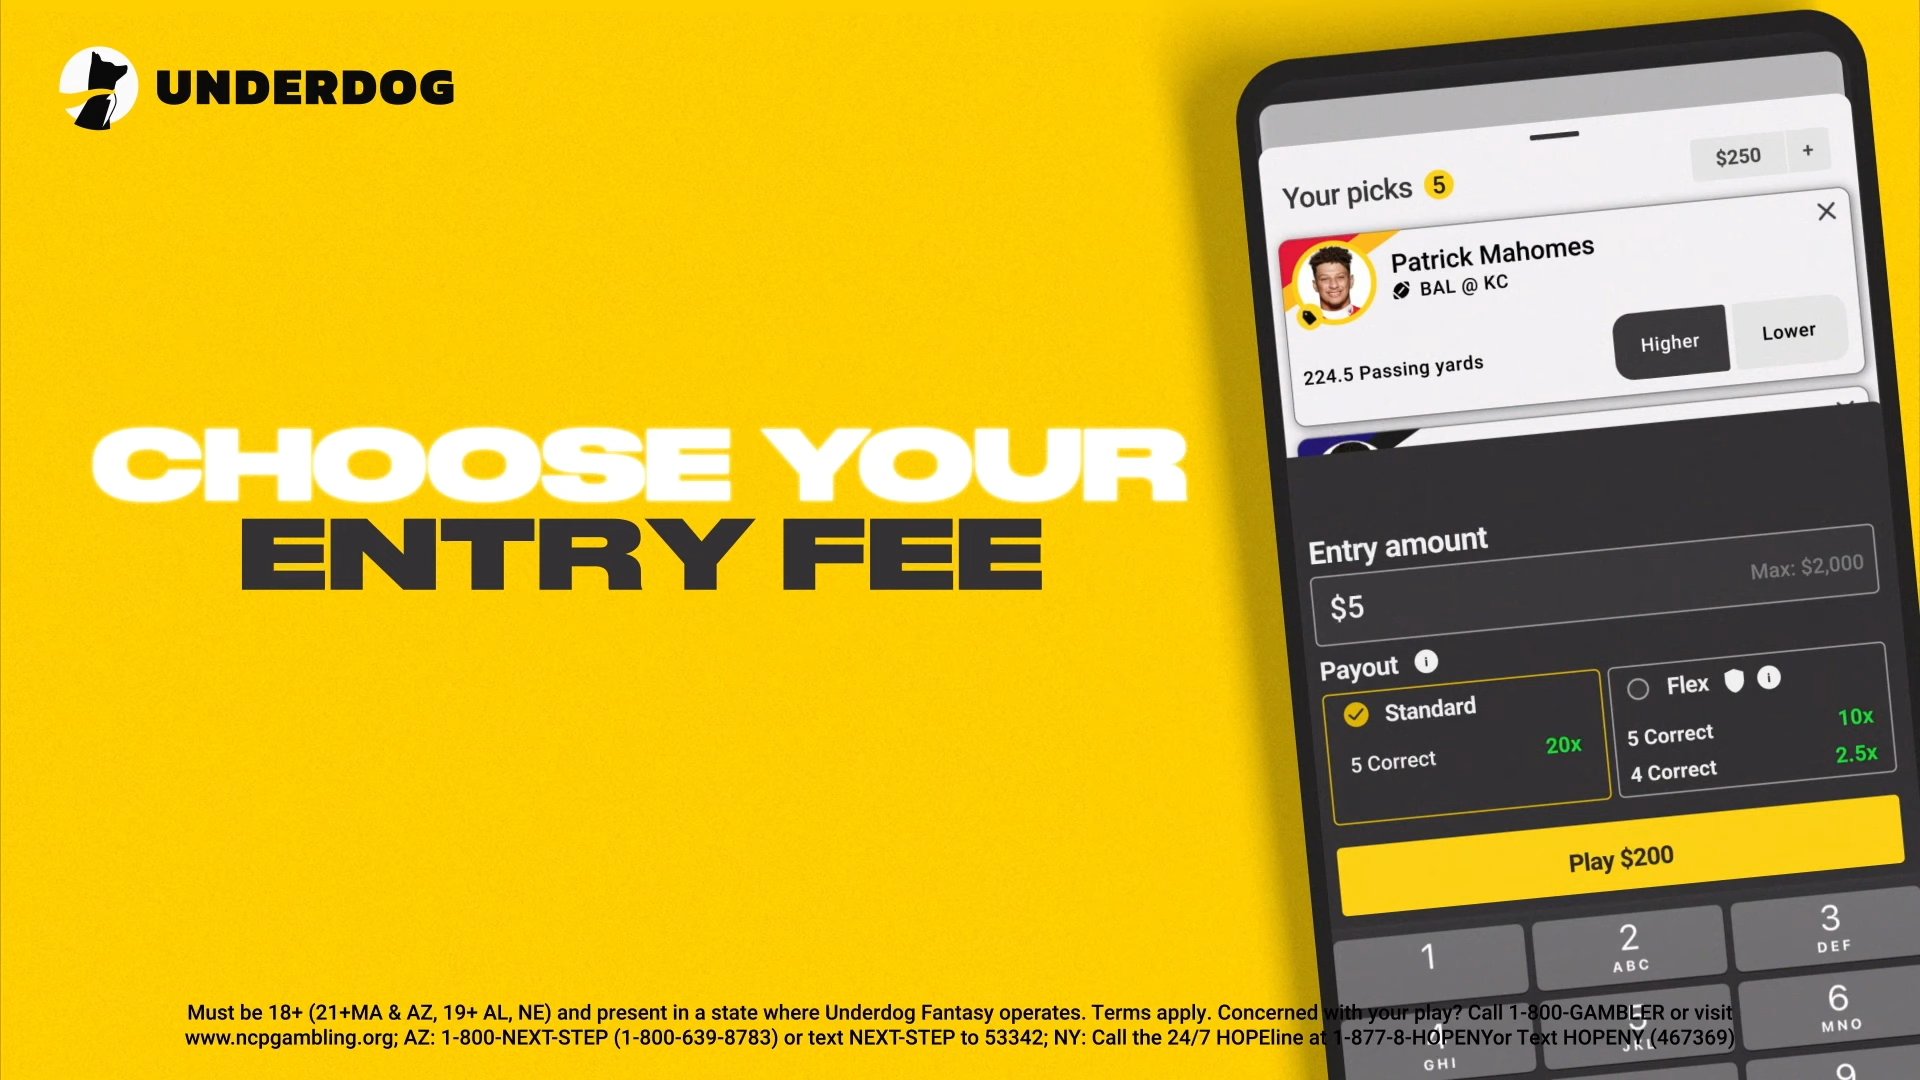 UNDERDOG
CHOOSE YOUR
ENTRY FEE
$250 +
Your picks 5
Patrick Mahomes
BAL @ KC
224.5 Passing yards
Higher
Lower
Entry amount
$5
Max: $2,000
Payout i
Standard
5 Correct 20x
Flex i
5 Correct 10x
4 Correct 2.5x
Play $200
1
2
ABC
3
DEF
4
GHI
5
JKL
6
MNO
9
Must be 18+ (21+MA & AZ, 19+ AL, NE) and present in a state where Underdog Fantasy operates. Terms apply. Concerned with your play? Call 1-800-GAMBLER or visit
www.ncpgambling.org; AZ: 1-800-NEXT-STEP (1-800-639-8783) or text NEXT-STEP to 53342; NY: Call the 24/7 HOPEline at 1-877-8-HOPENYor Text HOPENY (467369)